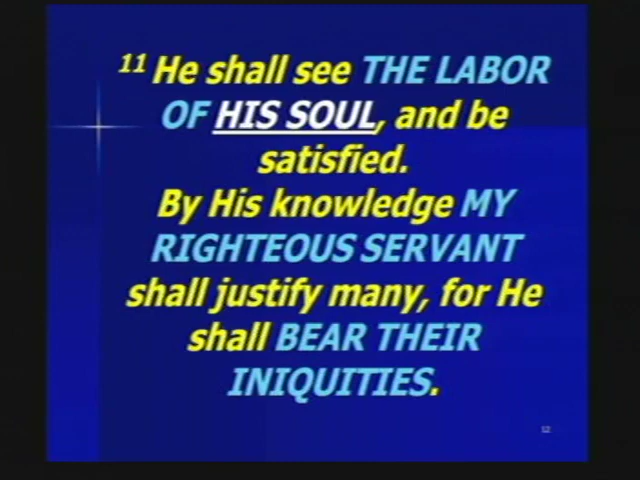 11 He shall see THE LABOR
OF HIS SOUL, and be
satisfied.
By His knowledge MY
RIGHTEOUS SERVANT
shall justify many, for He
shall BEAR THEIR
INIQUITIES.
12